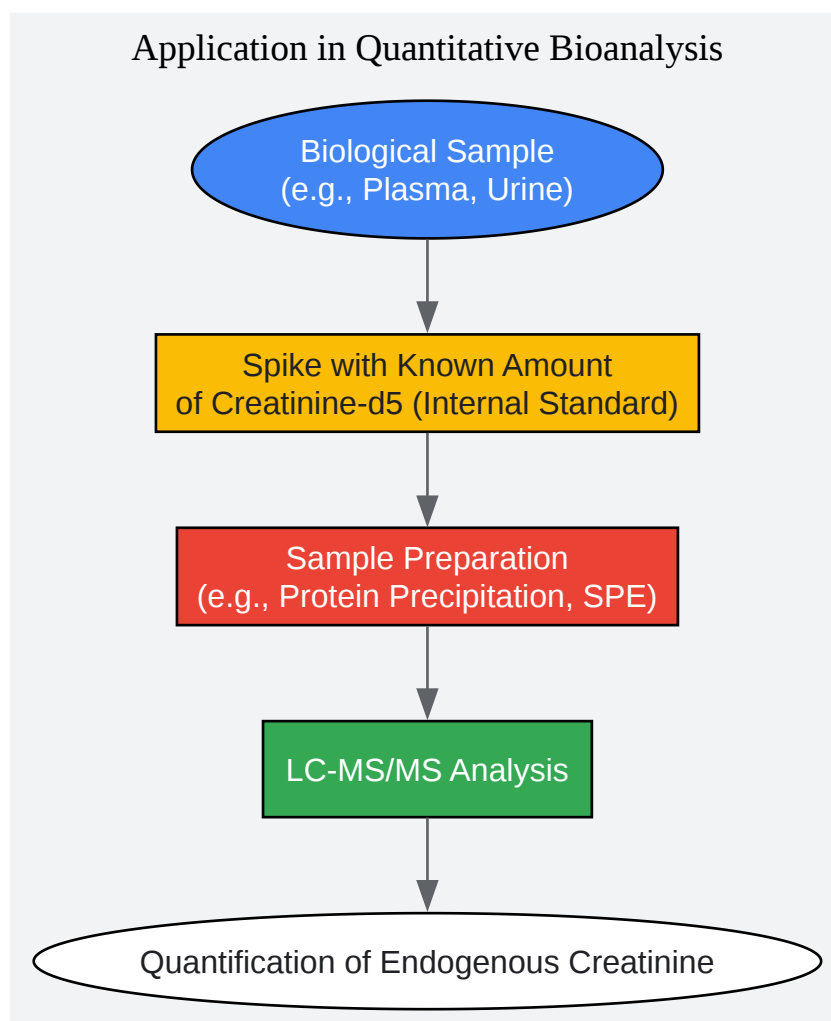 Application in Quantitative Bioanalysis
Biological Sample
(e.g., Plasma, Urine)
Spike with Known Amount
of Creatinine-d5 (Internal Standard)
Sample Preparation
(e.g., Protein Precipitation, SPE)
LC-MS/MS Analysis
Quantification of Endogenous Creatinine